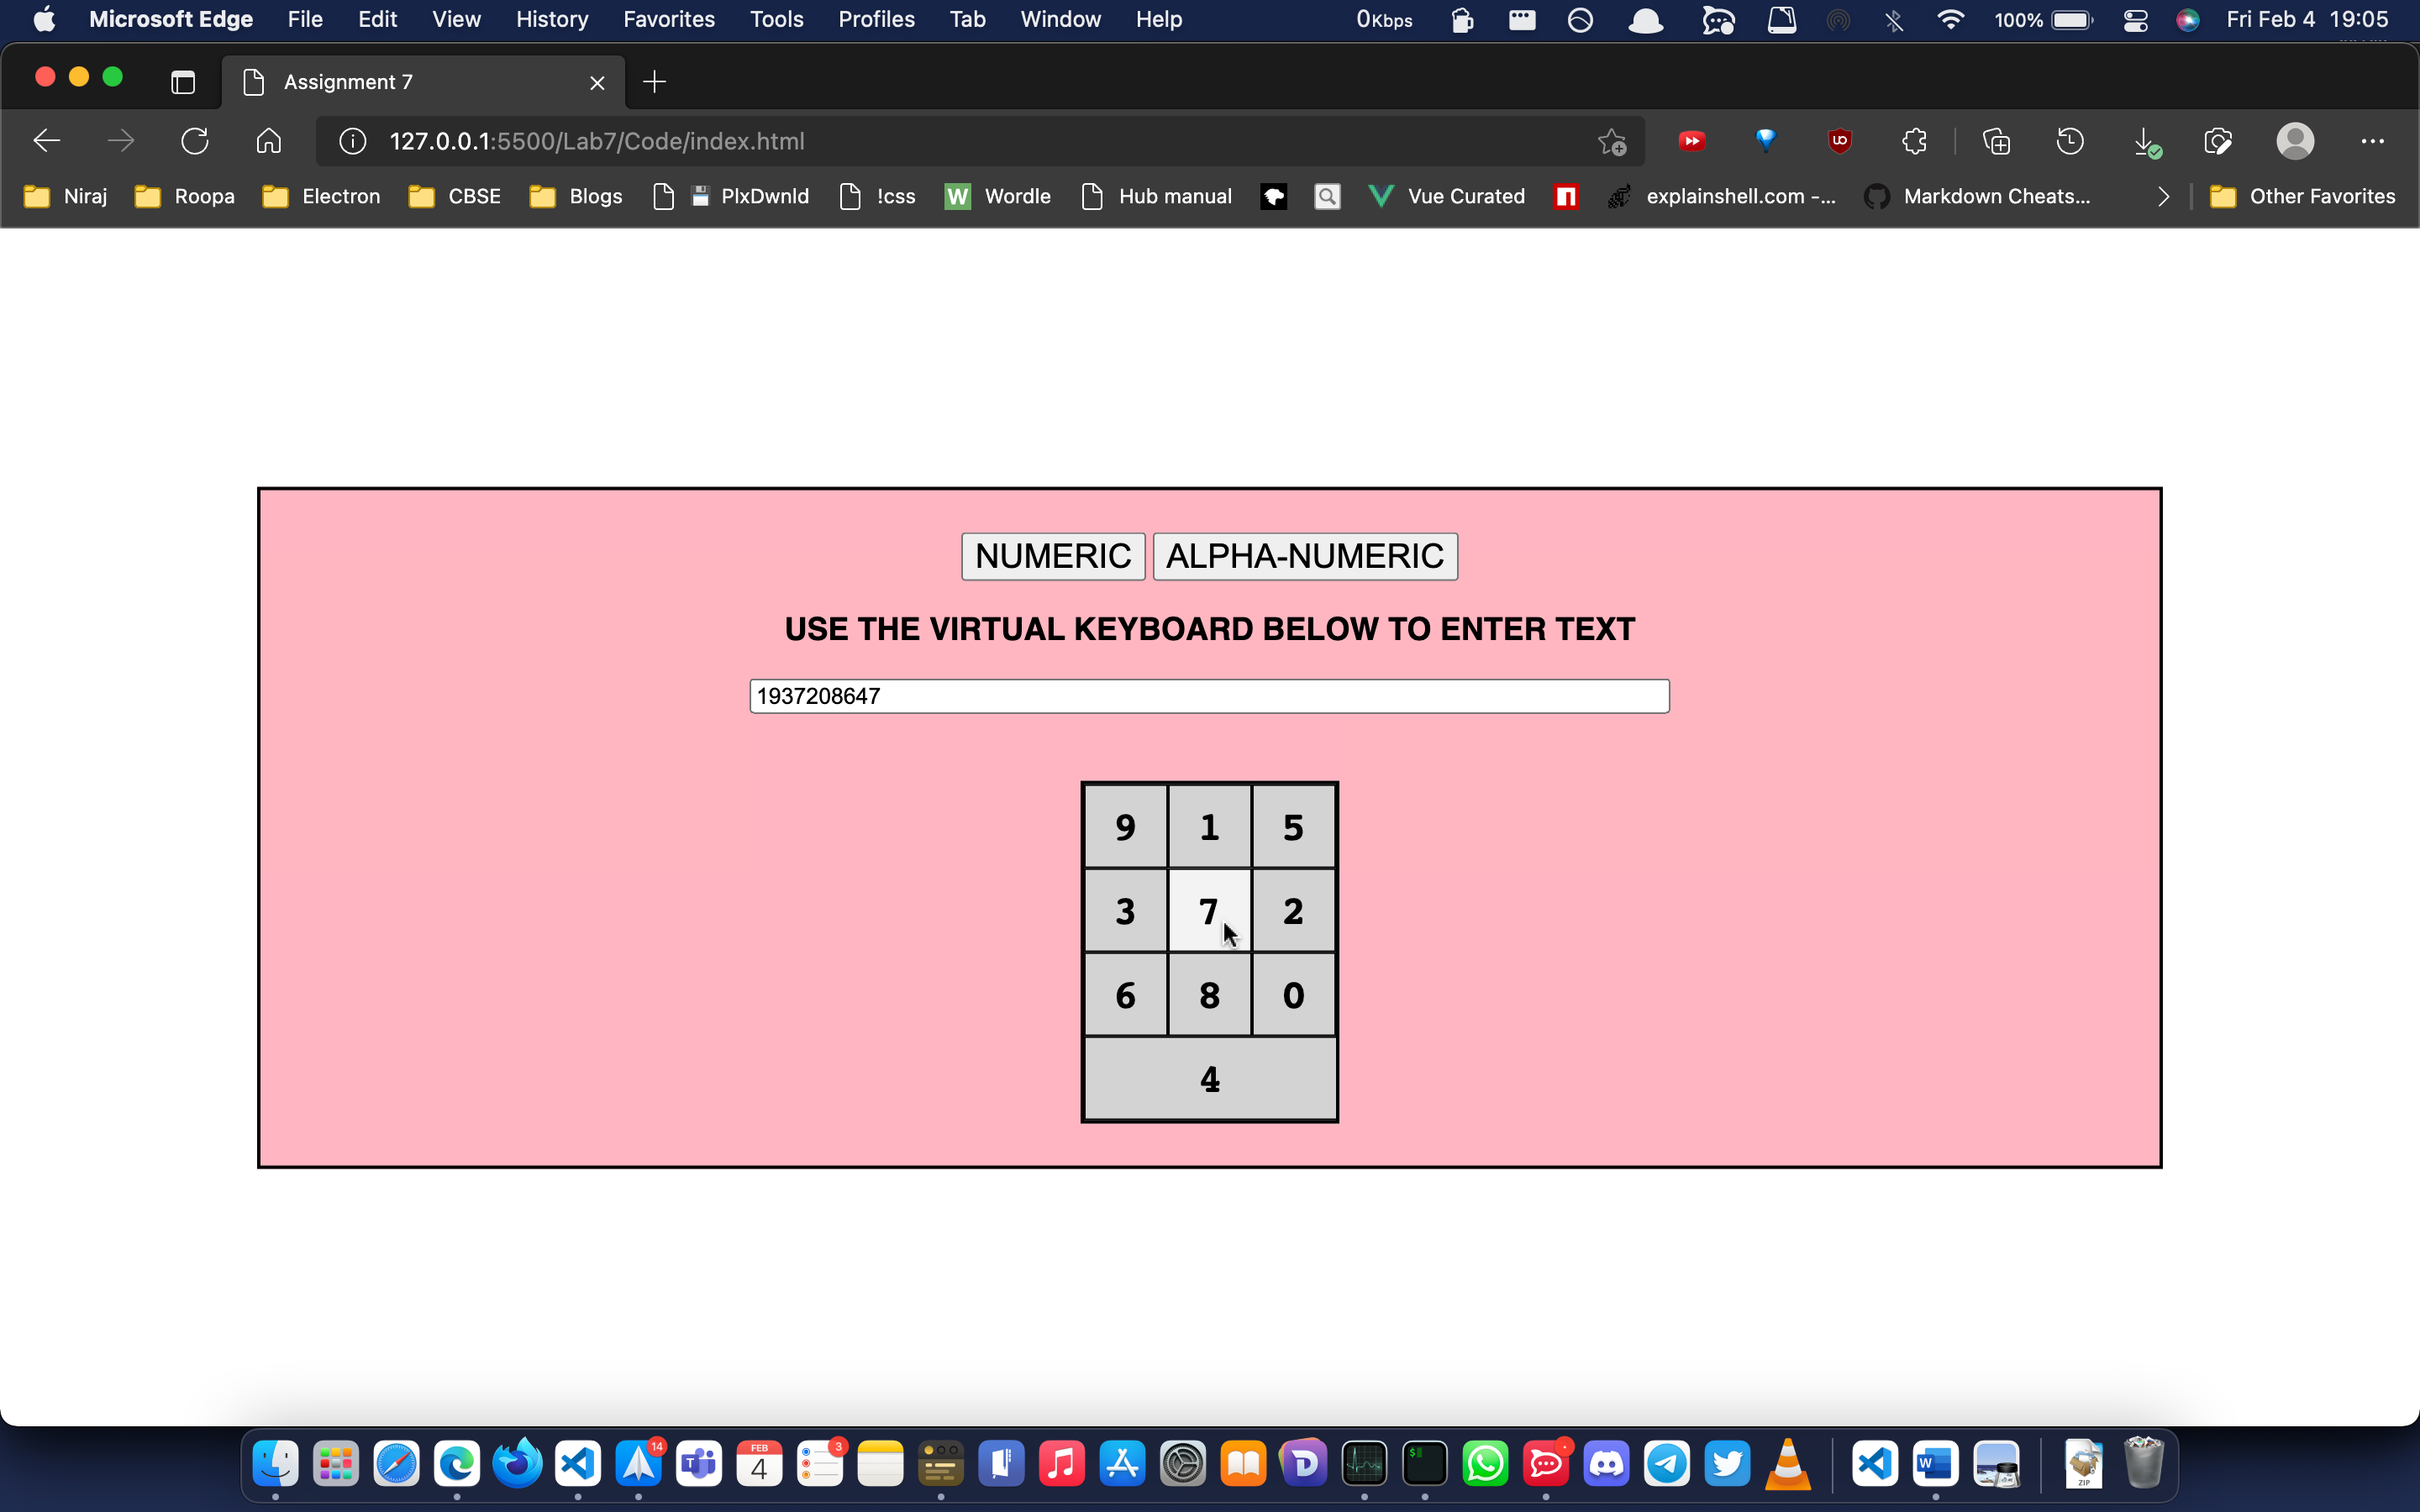 Microsoft Edge File Edit View History Favorites Tools Profiles Tab Window Help 0Kbps 100% Fri Feb 4 19:05
Assignment 7
127.0.0.1:5500/Lab7/Code/index.html
Niraj Roopa Electron CBSE Blogs PlxDwnld !css W Wordle Hub manual Vue Curated explainshell.com –... Markdown Cheats... Other Favorites
NUMERIC ALPHA-NUMERIC
USE THE VIRTUAL KEYBOARD BELOW TO ENTER TEXT
1937208647
9 1 5
3 7 2
6 8 0
4
14 T FEB 4 3 D $ W ZIP